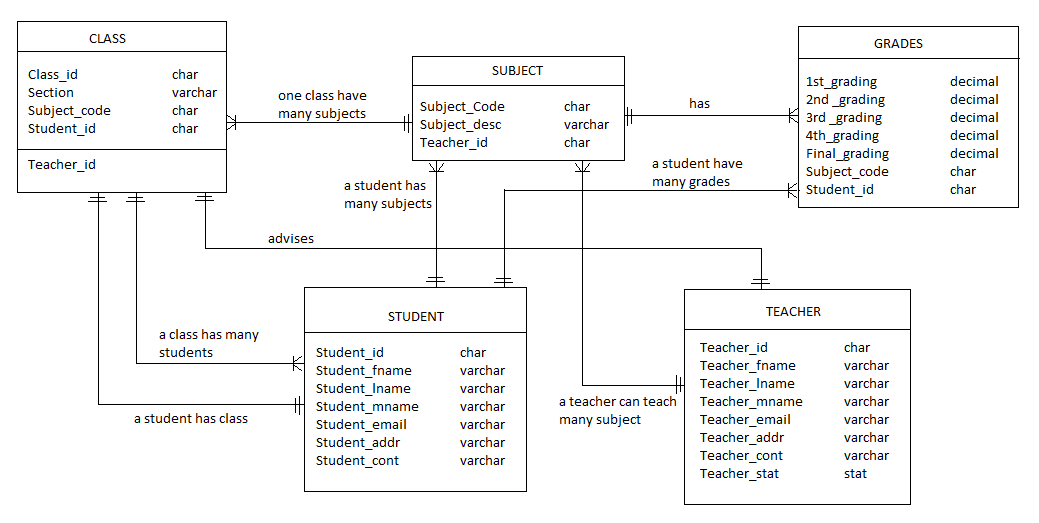 CLASS
Class_id char
Section varchar
Subject_code char
Student_id char
Teacher_id
one class have
many subjects
SUBJECT
Subject_Code char
Subject_desc varchar
Teacher_id char
has
GRADES
1st_grading decimal
2nd _grading decimal
3rd _grading decimal
4th_grading decimal
Final_grading decimal
Subject_code char
Student_id char
a student has
many subjects
a student have
many grades
advises
a class has many
students
a student has class
STUDENT
Student_id char
Student_fname varchar
Student_lname varchar
Student_mname varchar
Student_email varchar
Student_addr varchar
Student_cont varchar
a teacher can teach
many subject
TEACHER
Teacher_id char
Teacher_fname varchar
Teacher_lname varchar
Teacher_mname varchar
Teacher_email varchar
Teacher_addr varchar
Teacher_cont varchar
Teacher_stat stat